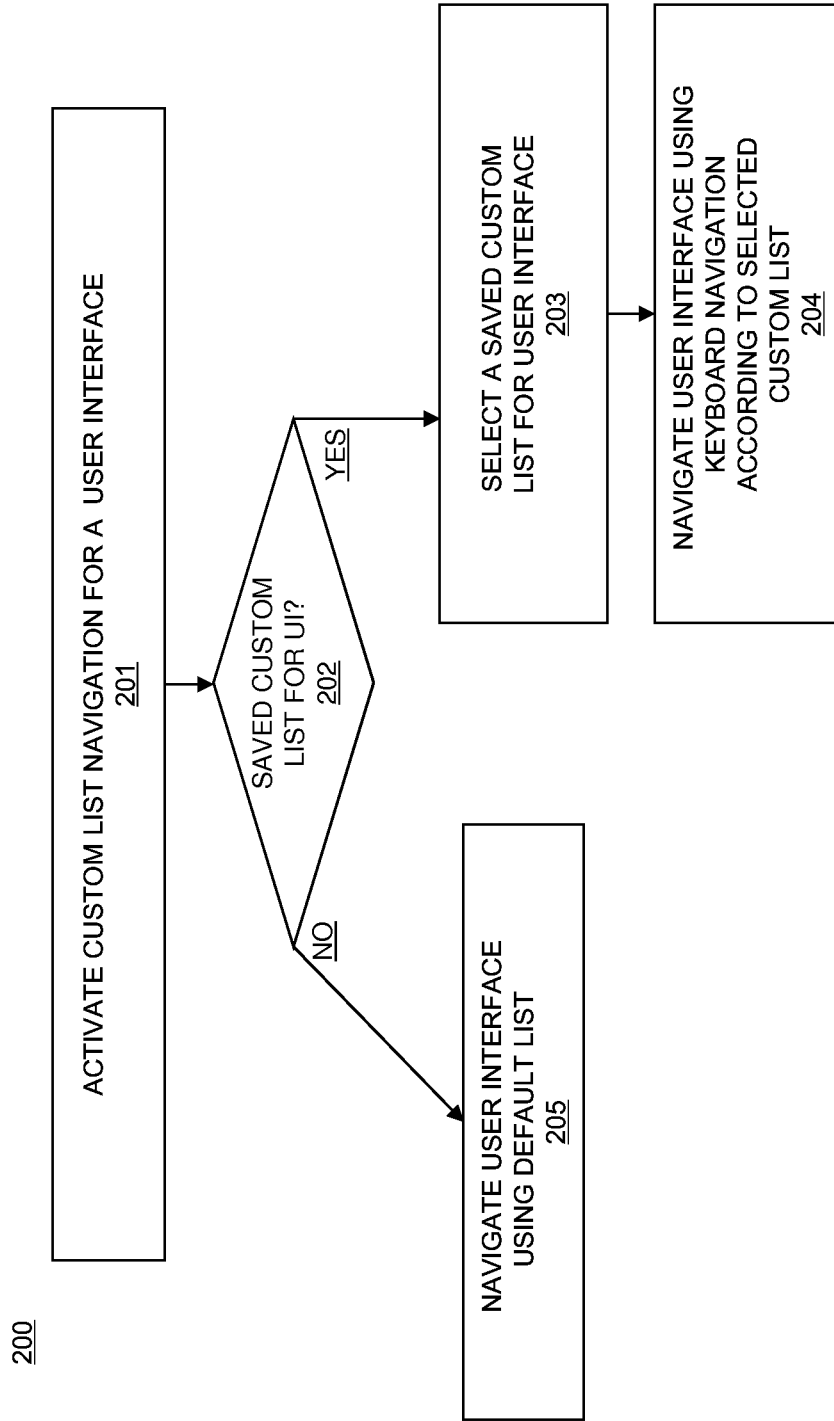 200
ACTIVATE CUSTOM LIST NAVIGATION FOR A USER INTERFACE
201
SAVED CUSTOM
LIST FOR UI?
202
NO
YES
NAVIGATE USER INTERFACE
USING DEFAULT LIST
205
SELECT A SAVED CUSTOM
LIST FOR USER INTERFACE
203
NAVIGATE USER INTERFACE USING
KEYBOARD NAVIGATION
ACCORDING TO SELECTED
CUSTOM LIST
204